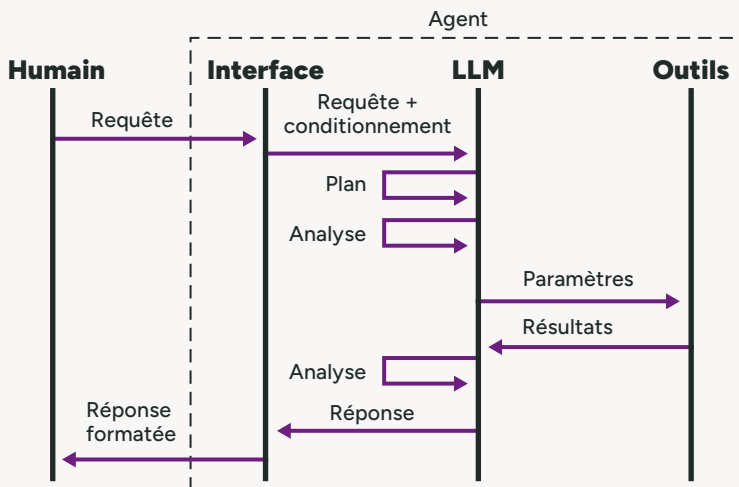 Agent
Humain
Interface
LLM
Outils
Requête
Requête +
conditionnement
Plan
Analyse
Paramètres
Résultats
Analyse
Réponse
Réponse
formatée